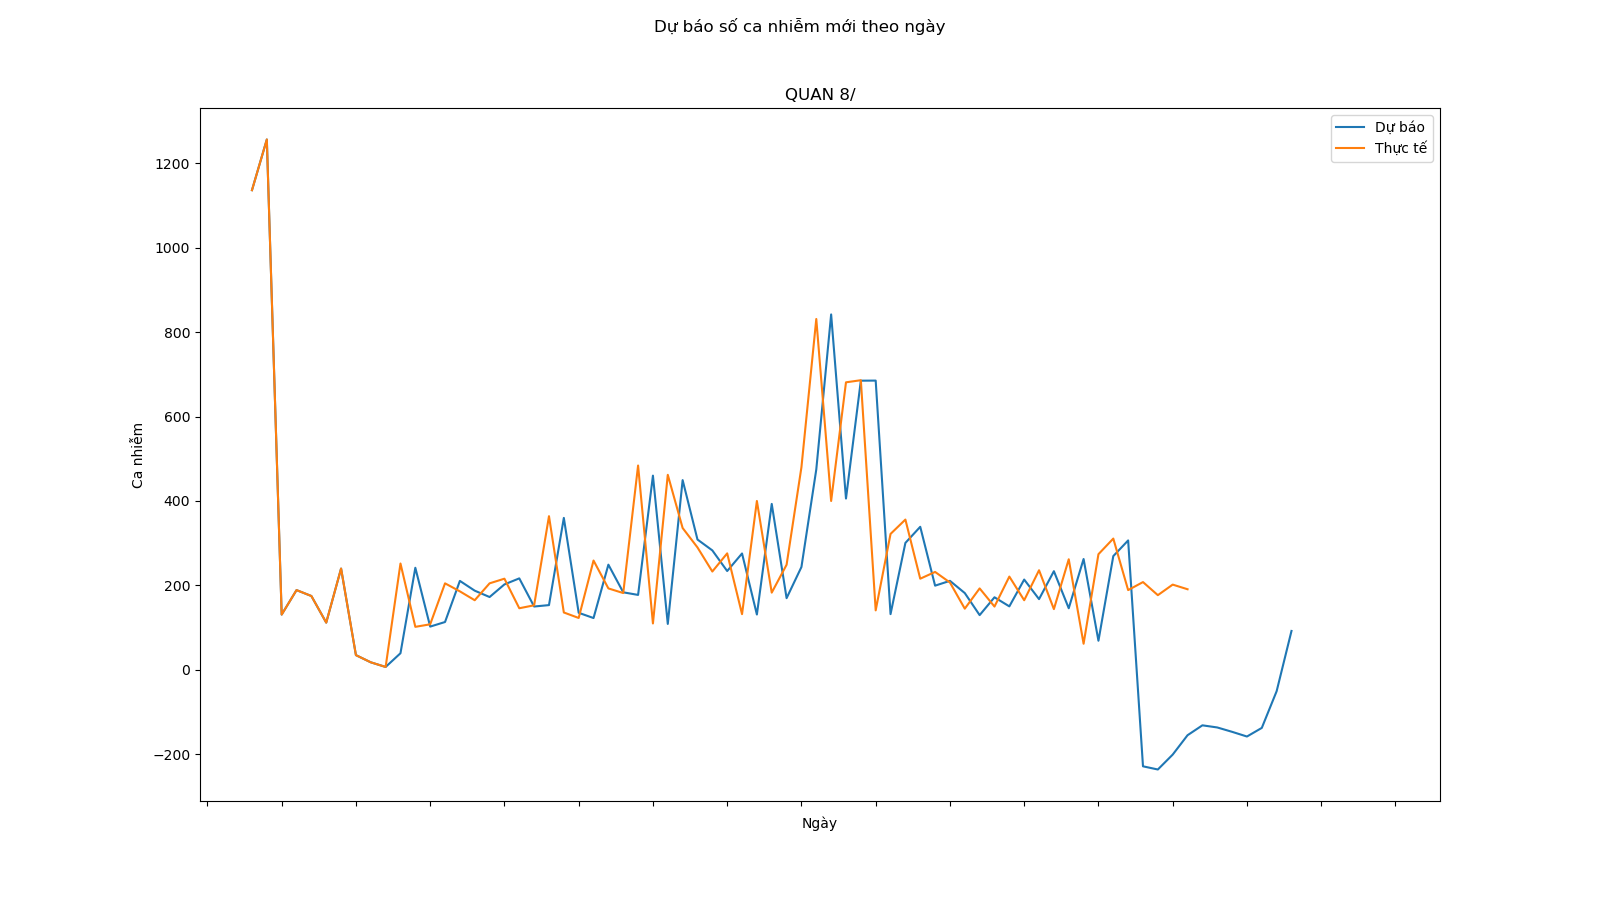 Dự báo số ca nhiễm mới theo ngày
QUAN 8/
Dự báo
Thực tế
1200
1000
800
600
400
200
0
−200
Ca nhiễm
Ngày